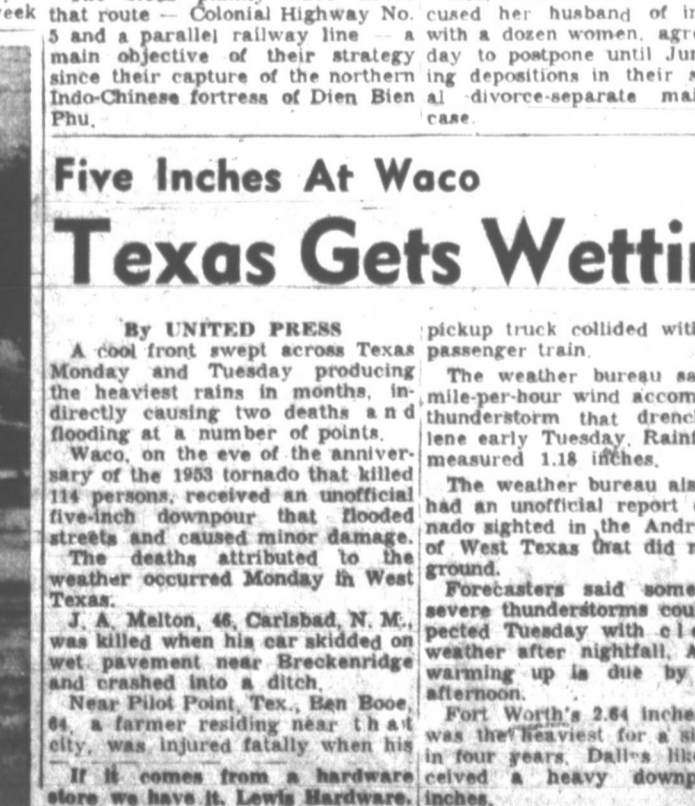 eek
that route — Colonial Highway No.
5 and a parallel railway line — a
main objective of their strategy
since their capture of the northern
Indo-Chinese fortress of Dien Bien
Phu.
cused her husband of
with a dozen women,
day to postpone until
ing depositions in their
al divorce-separate
case.
Five Inches At Waco
Texas Gets Wetti
By UNITED PRESS
A cool front swept across Texas
Monday and Tuesday producing
the heaviest rains in months, in-
directly causing two deaths and
flooding at a number of points.
Waco, on the eve of the anniver-
sary of the 1953 tornado that killed
114 persons, received an unofficial
five-inch downpour that flooded
streets and caused minor damage.
The deaths attributed to the
weather occurred Monday in West
Texas.
J. A. Melton, 46, Carlsbad, N. M.,
was killed when his car skidded on
wet pavement near Breckenridge
and crashed into a ditch.
Near Pilot Point, Tex., Ben Booe,
64, a farmer residing near that
city, was injured fatally when his
If it comes from a hardware
store we have it. Lewis Hardware.
pickup truck collided with
passenger train.
The weather bureau sa
mile-per-hour wind accom
thunderstorm that drenc
lene early Tuesday. Rainf
measured 1.18 inches.
The weather bureau als
had an unofficial report
nado sighted in the Andr
of West Texas that did
ground.
Forecasters said some
severe thunderstorms cou
pected Tuesday with cl
weather after nightfall. A
warming up is due by
afternoon.
Fort Worth's 2.64 inche
was the heaviest for a si
in four years. Dallas lik
ceived a heavy downp
inches.